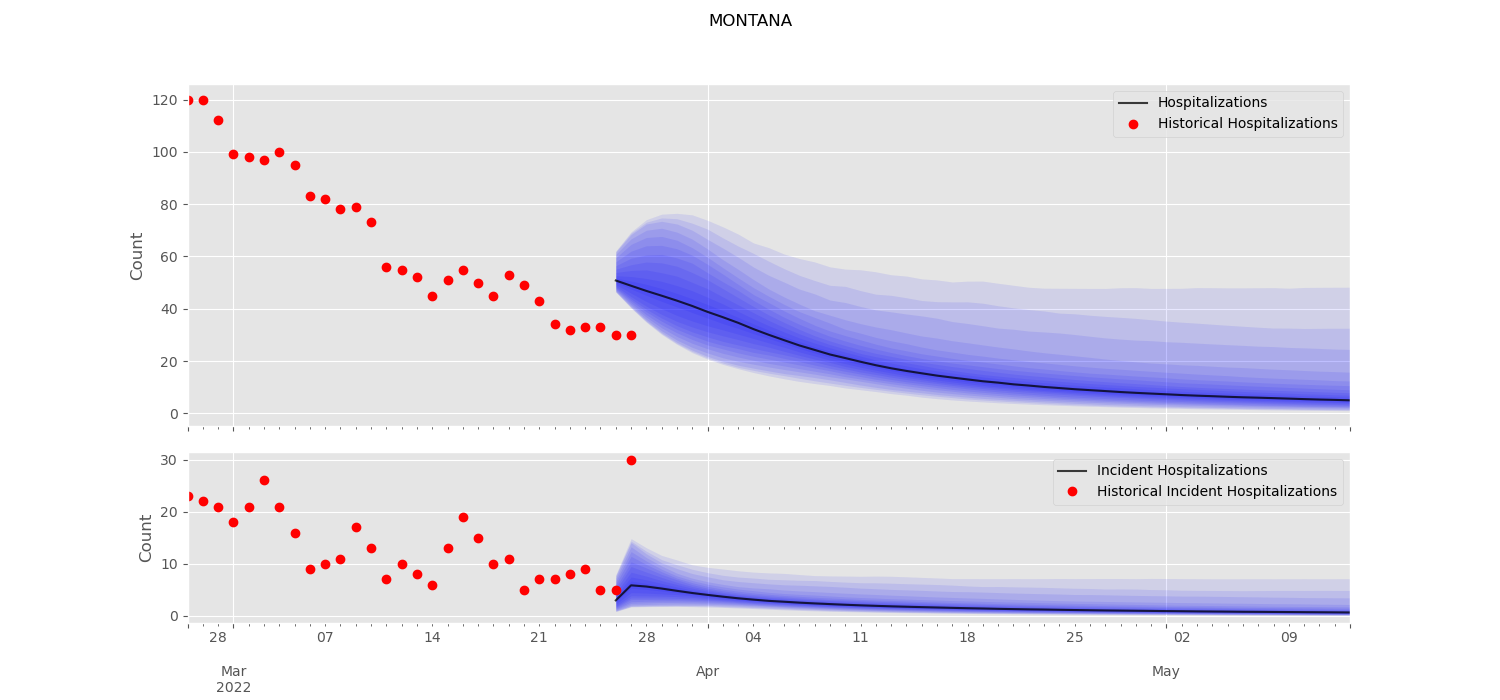 MONTANA
Hospitalizations
Historical Hospitalizations
120
100
80
60
40
20
0
Count
Incident Hospitalizations
Historical Incident Hospitalizations
30
20
10
0
Count
28 07 14 21 28 04 11 18 25 02 09
Mar Apr May
2022